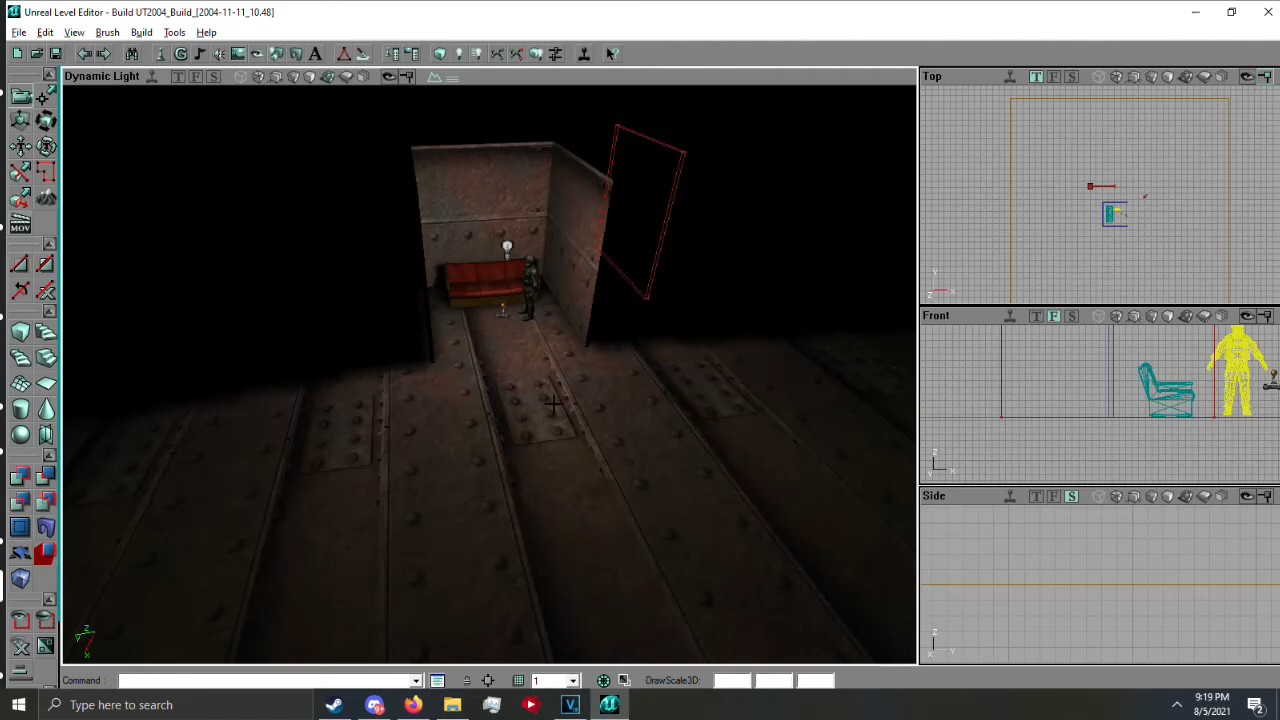 Unreal Level Editor - Build UT2004_Build_[2004-11-11_10.48]
File Edit View Brush Build Tools Help
Dynamic Light
T F S
Top
T F S
MOV
Y
Z X
Front
T F S
Z
Y X
Side
T F S
Z
X Y
Z
Y
X
Command :
1
DrawScale3D:
Type here to search
9:19 PM
8/5/2021
2